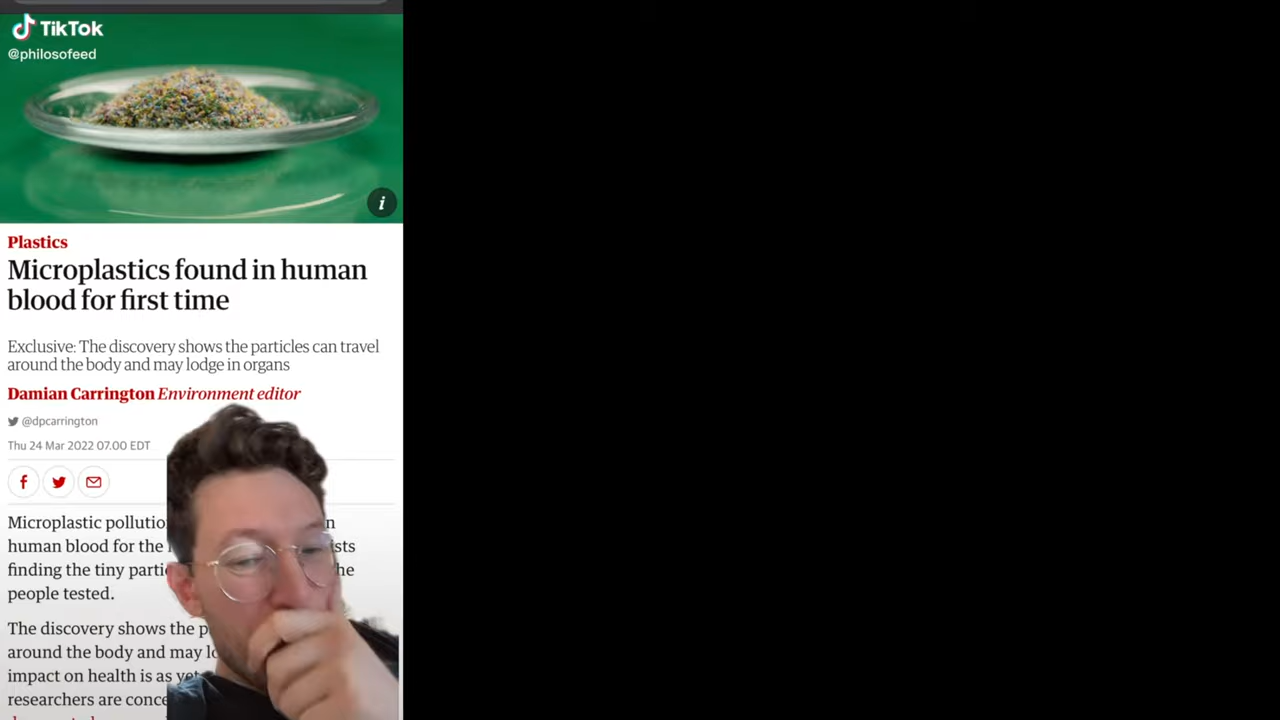 TikTok
@philosofeed
i
Plastics
Microplastics found in human
blood for first time
Exclusive: The discovery shows the particles can travel
around the body and may lodge in organs
Damian Carrington Environment editor
@dpcarrington
Thu 24 Mar 2022 07.00 EDT
f
Microplastic
human blood for the
finding the tiny he
people tested.
The discovery shows the
around the body and may
impact on health is as yet
researchers are